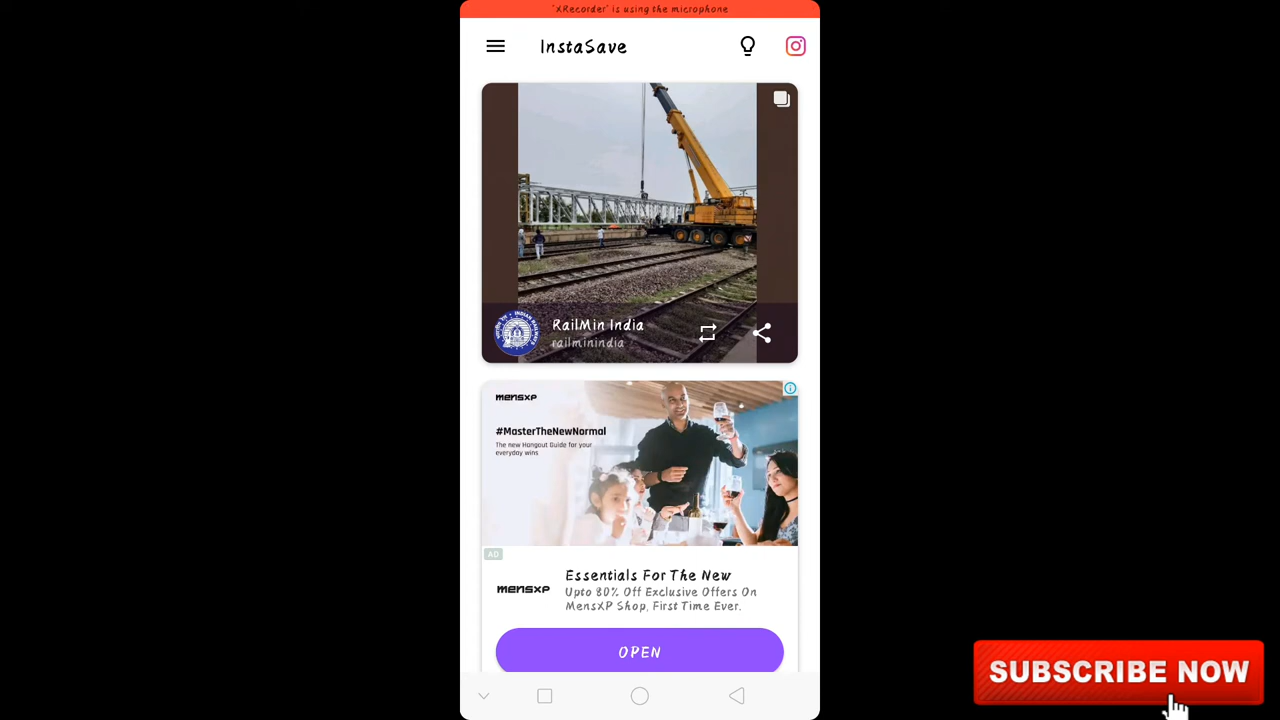 'XRecorder' is using the microphone
InstaSave
RailMin India
railminindia
mensxp
#MasterTheNewNormal
The new Hangout Guide for your
everyday wins
AD
Essentials For The New
mensxp
Upto 80% Off Exclusive Offers On
MensXP Shop, First Time Ever.
OPEN
SUBSCRIBE NOW